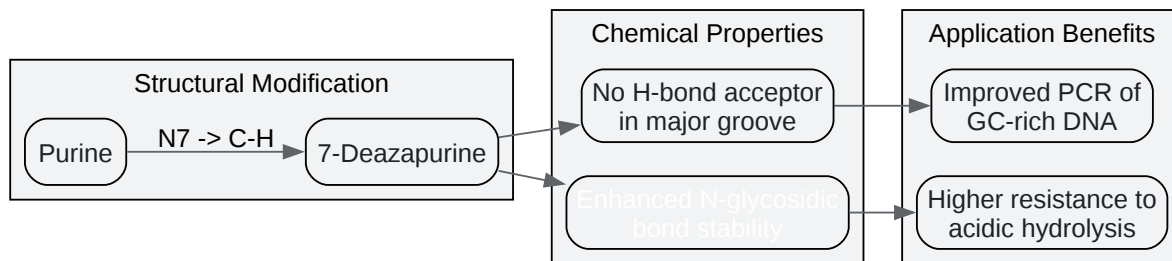 Structural Modification
Purine
N7 -> C-H
7-Deazapurine
Chemical Properties
No H-bond acceptor
in major groove
Enhanced N-glycosidic
bond stability
Application Benefits
Improved PCR of
GC-rich DNA
Higher resistance to
acidic hydrolysis